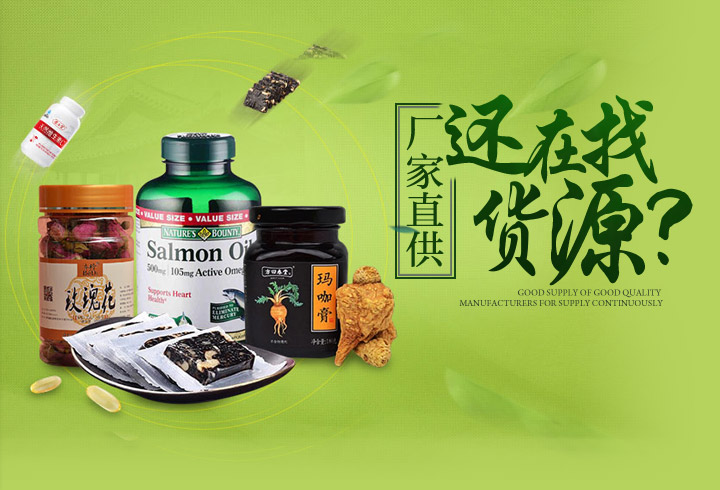 厂家直供
还在找
货源?
GOOD SUPPLY OF GOOD QUALITY
MANUFACTURERS FOR SUPPLY CONTINUOUSLY
VALUE SIZE • VALUE SIZE
NATURE'S BOUNTY
Salmon Oil
500mg 105mg Active Omeg
Supports Heart
Health
ELIMINATE
MERCURY
玫瑰花
玛咖膏